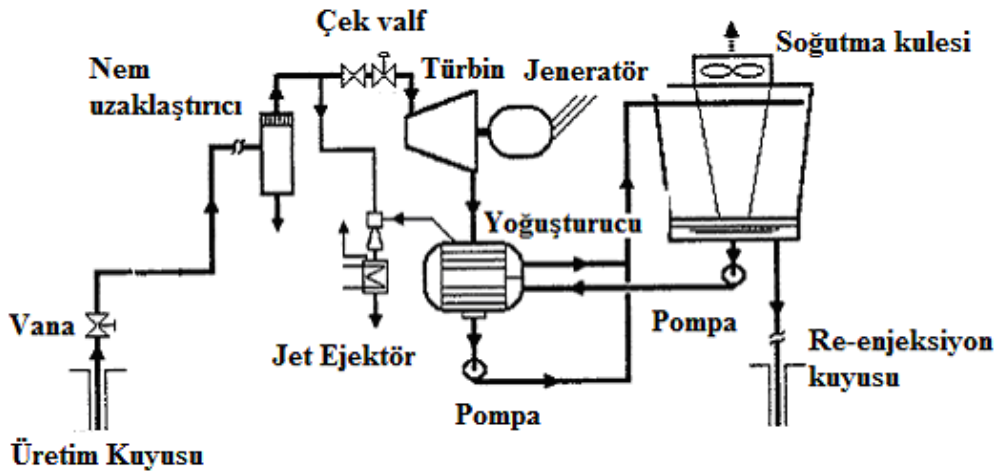 Çek valf
Soğutma kulesi
Nem
uzaklaştırıcı
Türbin
Jeneratör
Yoğuşturucu
Vana
Jet Ejektör
Pompa
Pompa
Re-enjeksiyon
kuyusu
Üretim Kuyusu